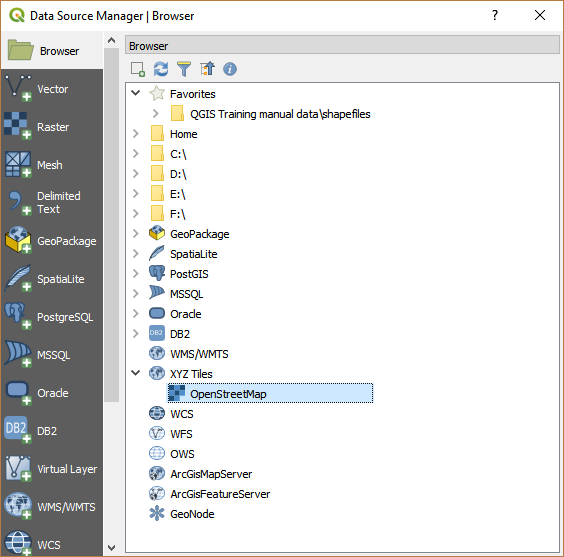 Data Source Manager | Browser
?
Browser
Vector
Raster
Mesh
Delimited
Text
GeoPackage
SpatiaLite
PostgreSQL
MSSQL
Oracle
DB2
DB2
Virtual Layer
WMS/WMTS
WCS
Browser
Favorites
QGIS Training manual data\shapefiles
Home
C:\
D:\
E:\
F:\
GeoPackage
SpatiaLite
PostGIS
MSSQL
Oracle
DB2
DB2
WMS/WMTS
XYZ Tiles
OpenStreetMap
WCS
WFS
OWS
ArcGisMapServer
ArcGisFeatureServer
GeoNode